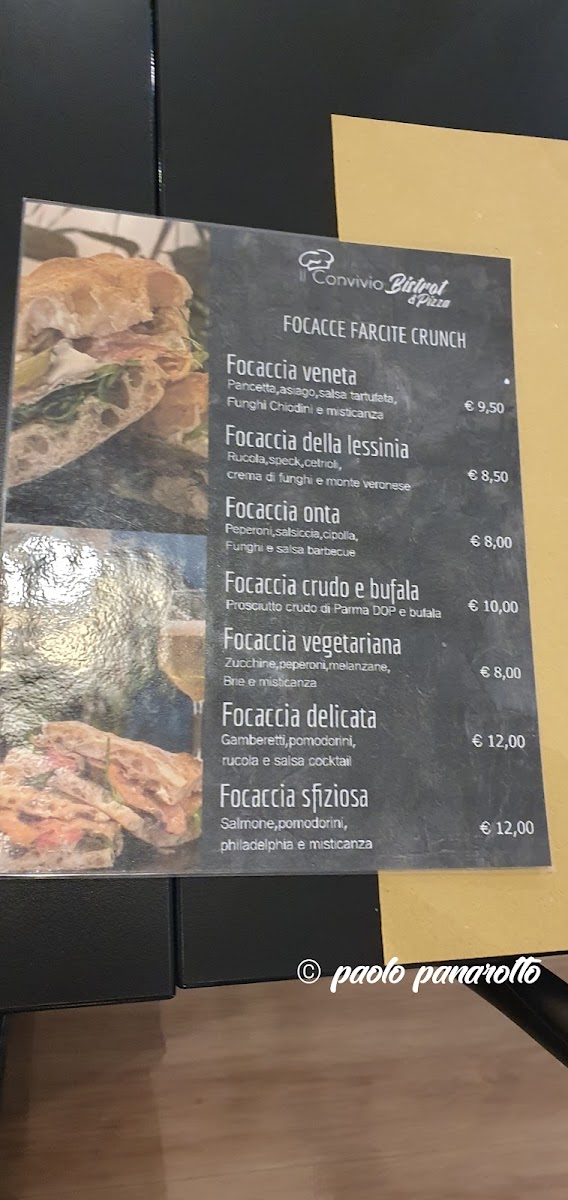 Il Convivio Bistrot
& Pizza
FOCACCE FARCITE CRUNCH
Focaccia veneta
Pancetta,asiago,salsa tartufata,
Funghi Chiodini e misticanza
€ 9,50
Focaccia della lessinia
Rucola,speck,cetrioli,
crema di funghi e monte veronese
€ 8,50
Focaccia onta
Peperoni,salsiccia,cipolla,
Funghi e salsa barbecue
€ 8,00
Focaccia crudo e bufala
Prosciutto crudo di Parma DOP e bufala
€ 10,00
Focaccia vegetariana
Zucchine,peperoni,melanzane,
Brie e misticanza
€ 8,00
Focaccia delicata
Gamberetti,pomodorini,
rucola e salsa cocktail
€ 12,00
Focaccia sfiziosa
Salmone,pomodorini,
philadelphia e misticanza
€ 12,00
© paolo panarotto